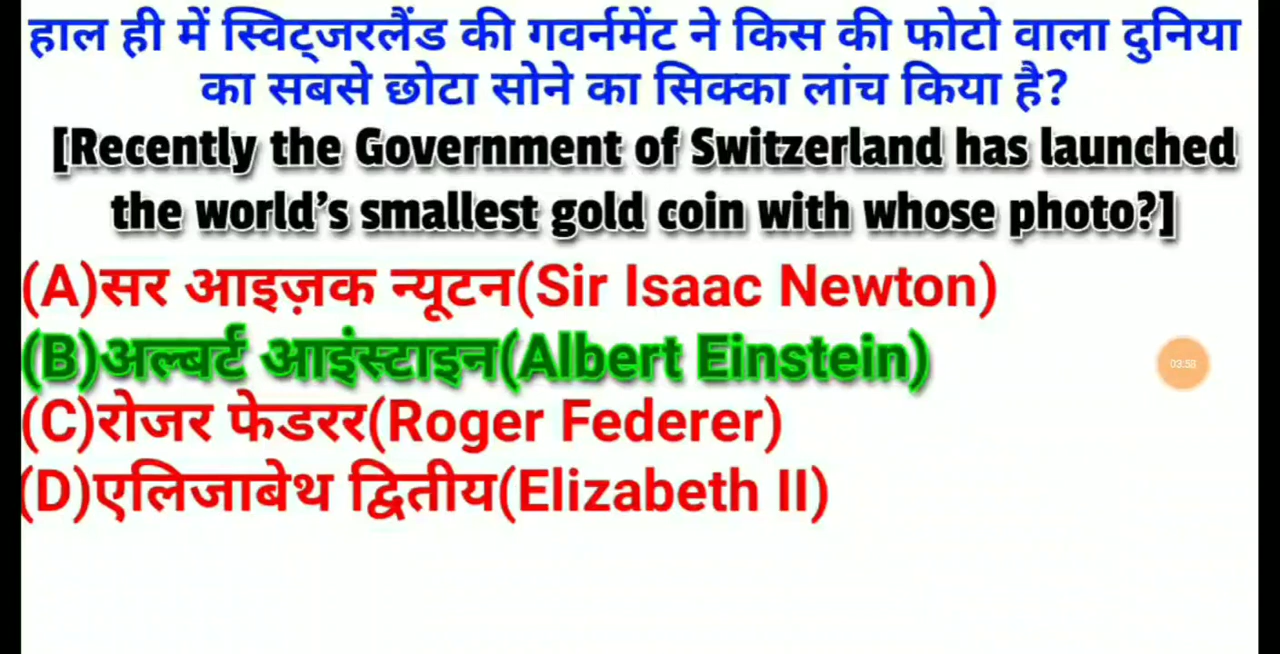 हाल ही में स्विट्जरलैंड की गवर्नमेंट ने किस की फोटो वाला दुनिया
का सबसे छोटा सोने का सिक्का लांच किया है?
[Recently the Government of Switzerland has launched
the world's smallest gold coin with whose photo?]
(A)सर आइज़क न्यूटन(Sir Isaac Newton)
(B)अल्बर्ट आइंस्टाइन(Albert Einstein)
03:58
(C)रोजर फेडरर(Roger Federer)
(D)एलिजाबेथ द्वितीय(Elizabeth II)